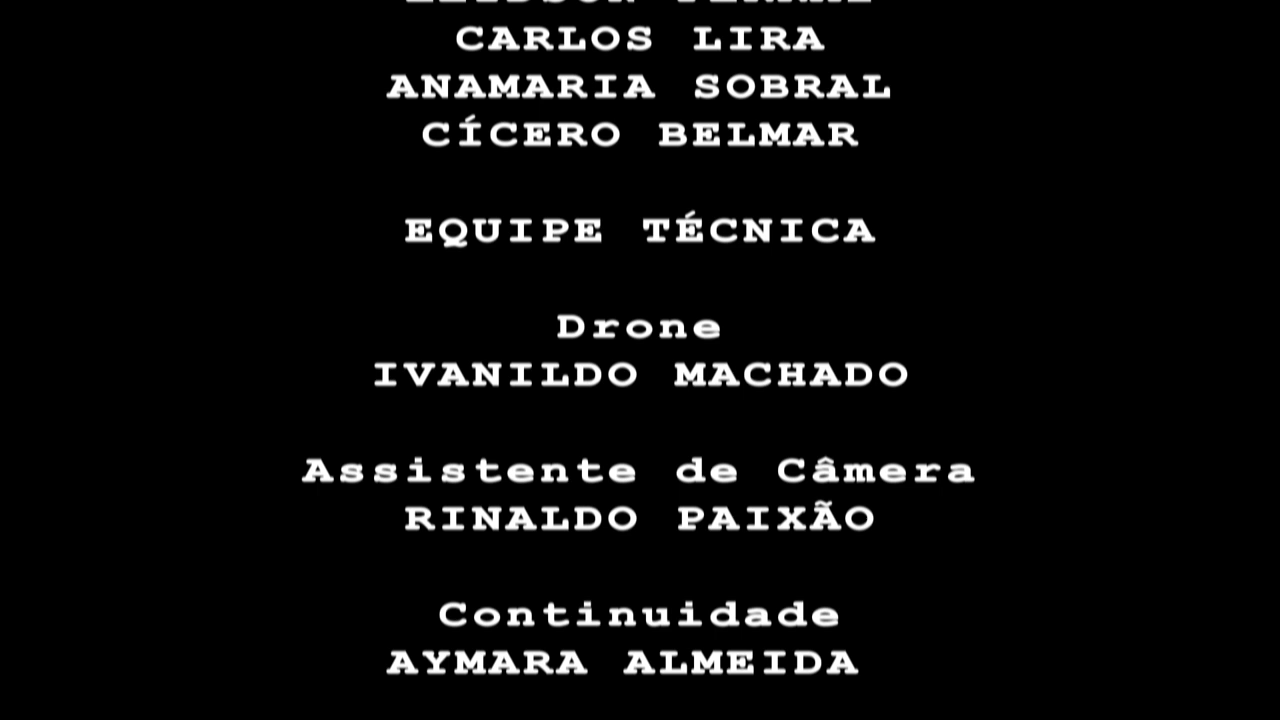 CARLOS LIRA
ANAMARIA SOBRAL
CÍCERO BELMAR
EQUIPE TÉCNICA
Drone
IVANILDO MACHADO
Assistente de Câmera
RINALDO PAIXÃO
Continuidade
AYMARA ALMEIDA